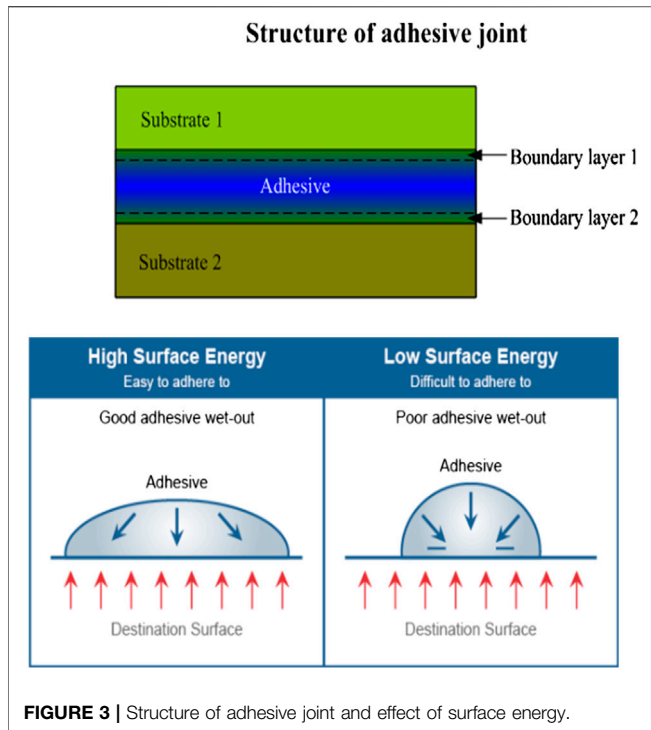 Structure of adhesive joint
Substrate 1
Boundary layer 1
Adhesive
Boundary layer 2
Substrate 2
High Surface Energy
Easy to adhere to
Good adhesive wet-out
Adhesive
Destination Surface
Low Surface Energy
Difficult to adhere to
Poor adhesive wet-out
Adhesive
Destination Surface
FIGURE 3 | Structure of adhesive joint and effect of surface energy.